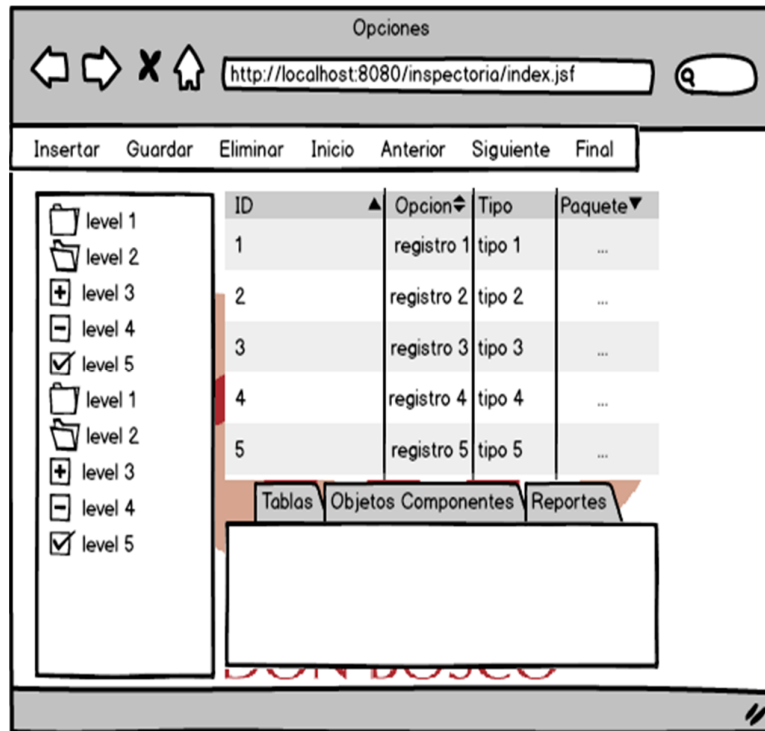 Opciones
http://localhost:8080/inspectoria/index.jsf
Insertar Guardar Eliminar Inicio Anterior Siguiente Final
level 1
level 2
level 3
level 4
level 5
level 1
level 2
level 3
level 4
level 5
ID Opcion Tipo Paquete
1 registro 1 tipo 1 ...
2 registro 2 tipo 2 ...
3 registro 3 tipo 3 ...
4 registro 4 tipo 4 ...
5 registro 5 tipo 5 ...
Tablas Objetos Componentes Reportes
DON BOSCO